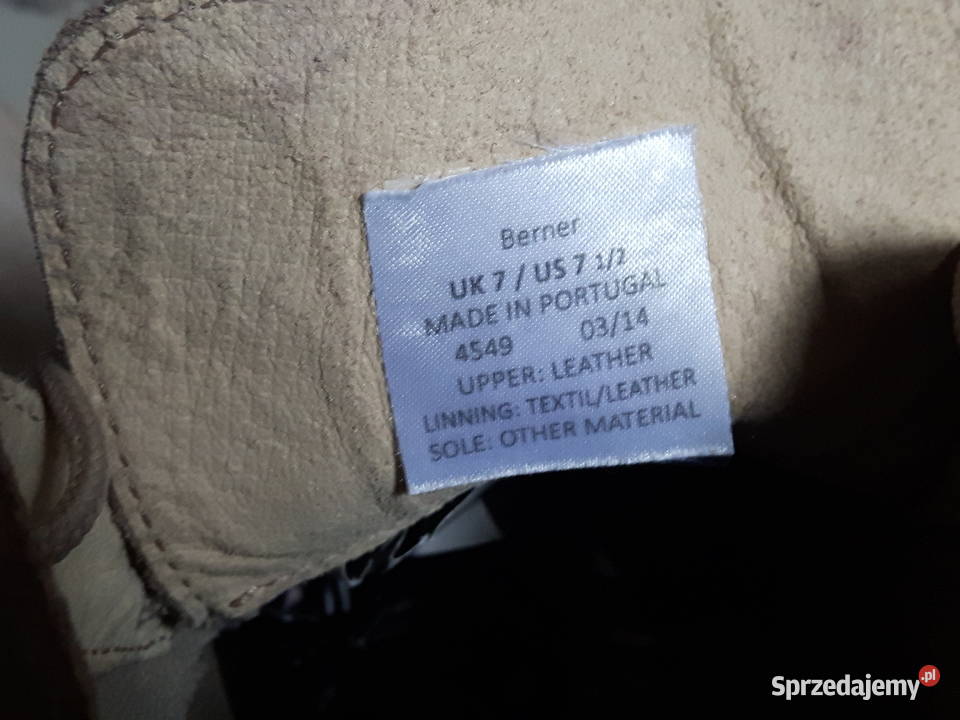 Berner
UK 7 / US 7 1/2
MADE IN PORTUGAL
4549 03/14
UPPER: LEATHER
LINNING: TEXTIL/LEATHER
SOLE: OTHER MATERIAL
Sprzedajemy.pl